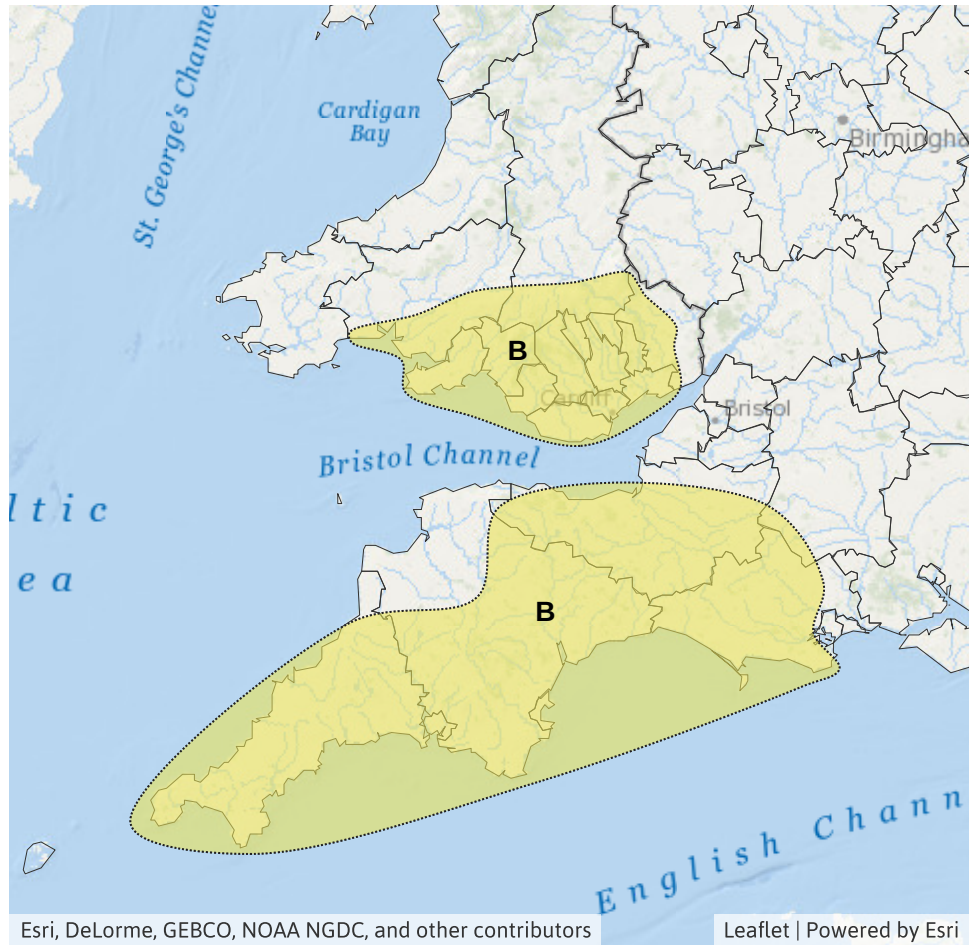 St. George's Channe
Cardigan
Bay
Birmingha
B
Cardiff
Bristol
Bristol Channel
ltic
ea
B
English Chann
Esri, DeLorme, GEBCO, NOAA NGDC, and other contributors
Leaflet | Powered by Esri